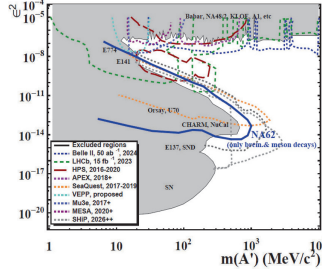 ε²
10⁻⁵
10⁻⁸
10⁻¹¹
10⁻¹⁴
10⁻¹⁷
10⁻²⁰
Babar, NA48/2, KLOE, A1, etc
E774
E141
Orsay, U70
CHARM, NuCal
NA62
(only brem.& meson decays)
E137, SND
SN
Excluded regions
Belle II, 50 ab⁻¹, 2024
LHCb, 15 fb⁻¹, 2023
HPS, 2016-2020
APEX, 2018+
SeaQuest, 2017-2019
VEPP, proposed
Mu3e, 2017+
MESA, 2020+
SHiP, 2026++
1 10 10² 10³ 10⁴
m(A') (MeV/c²)